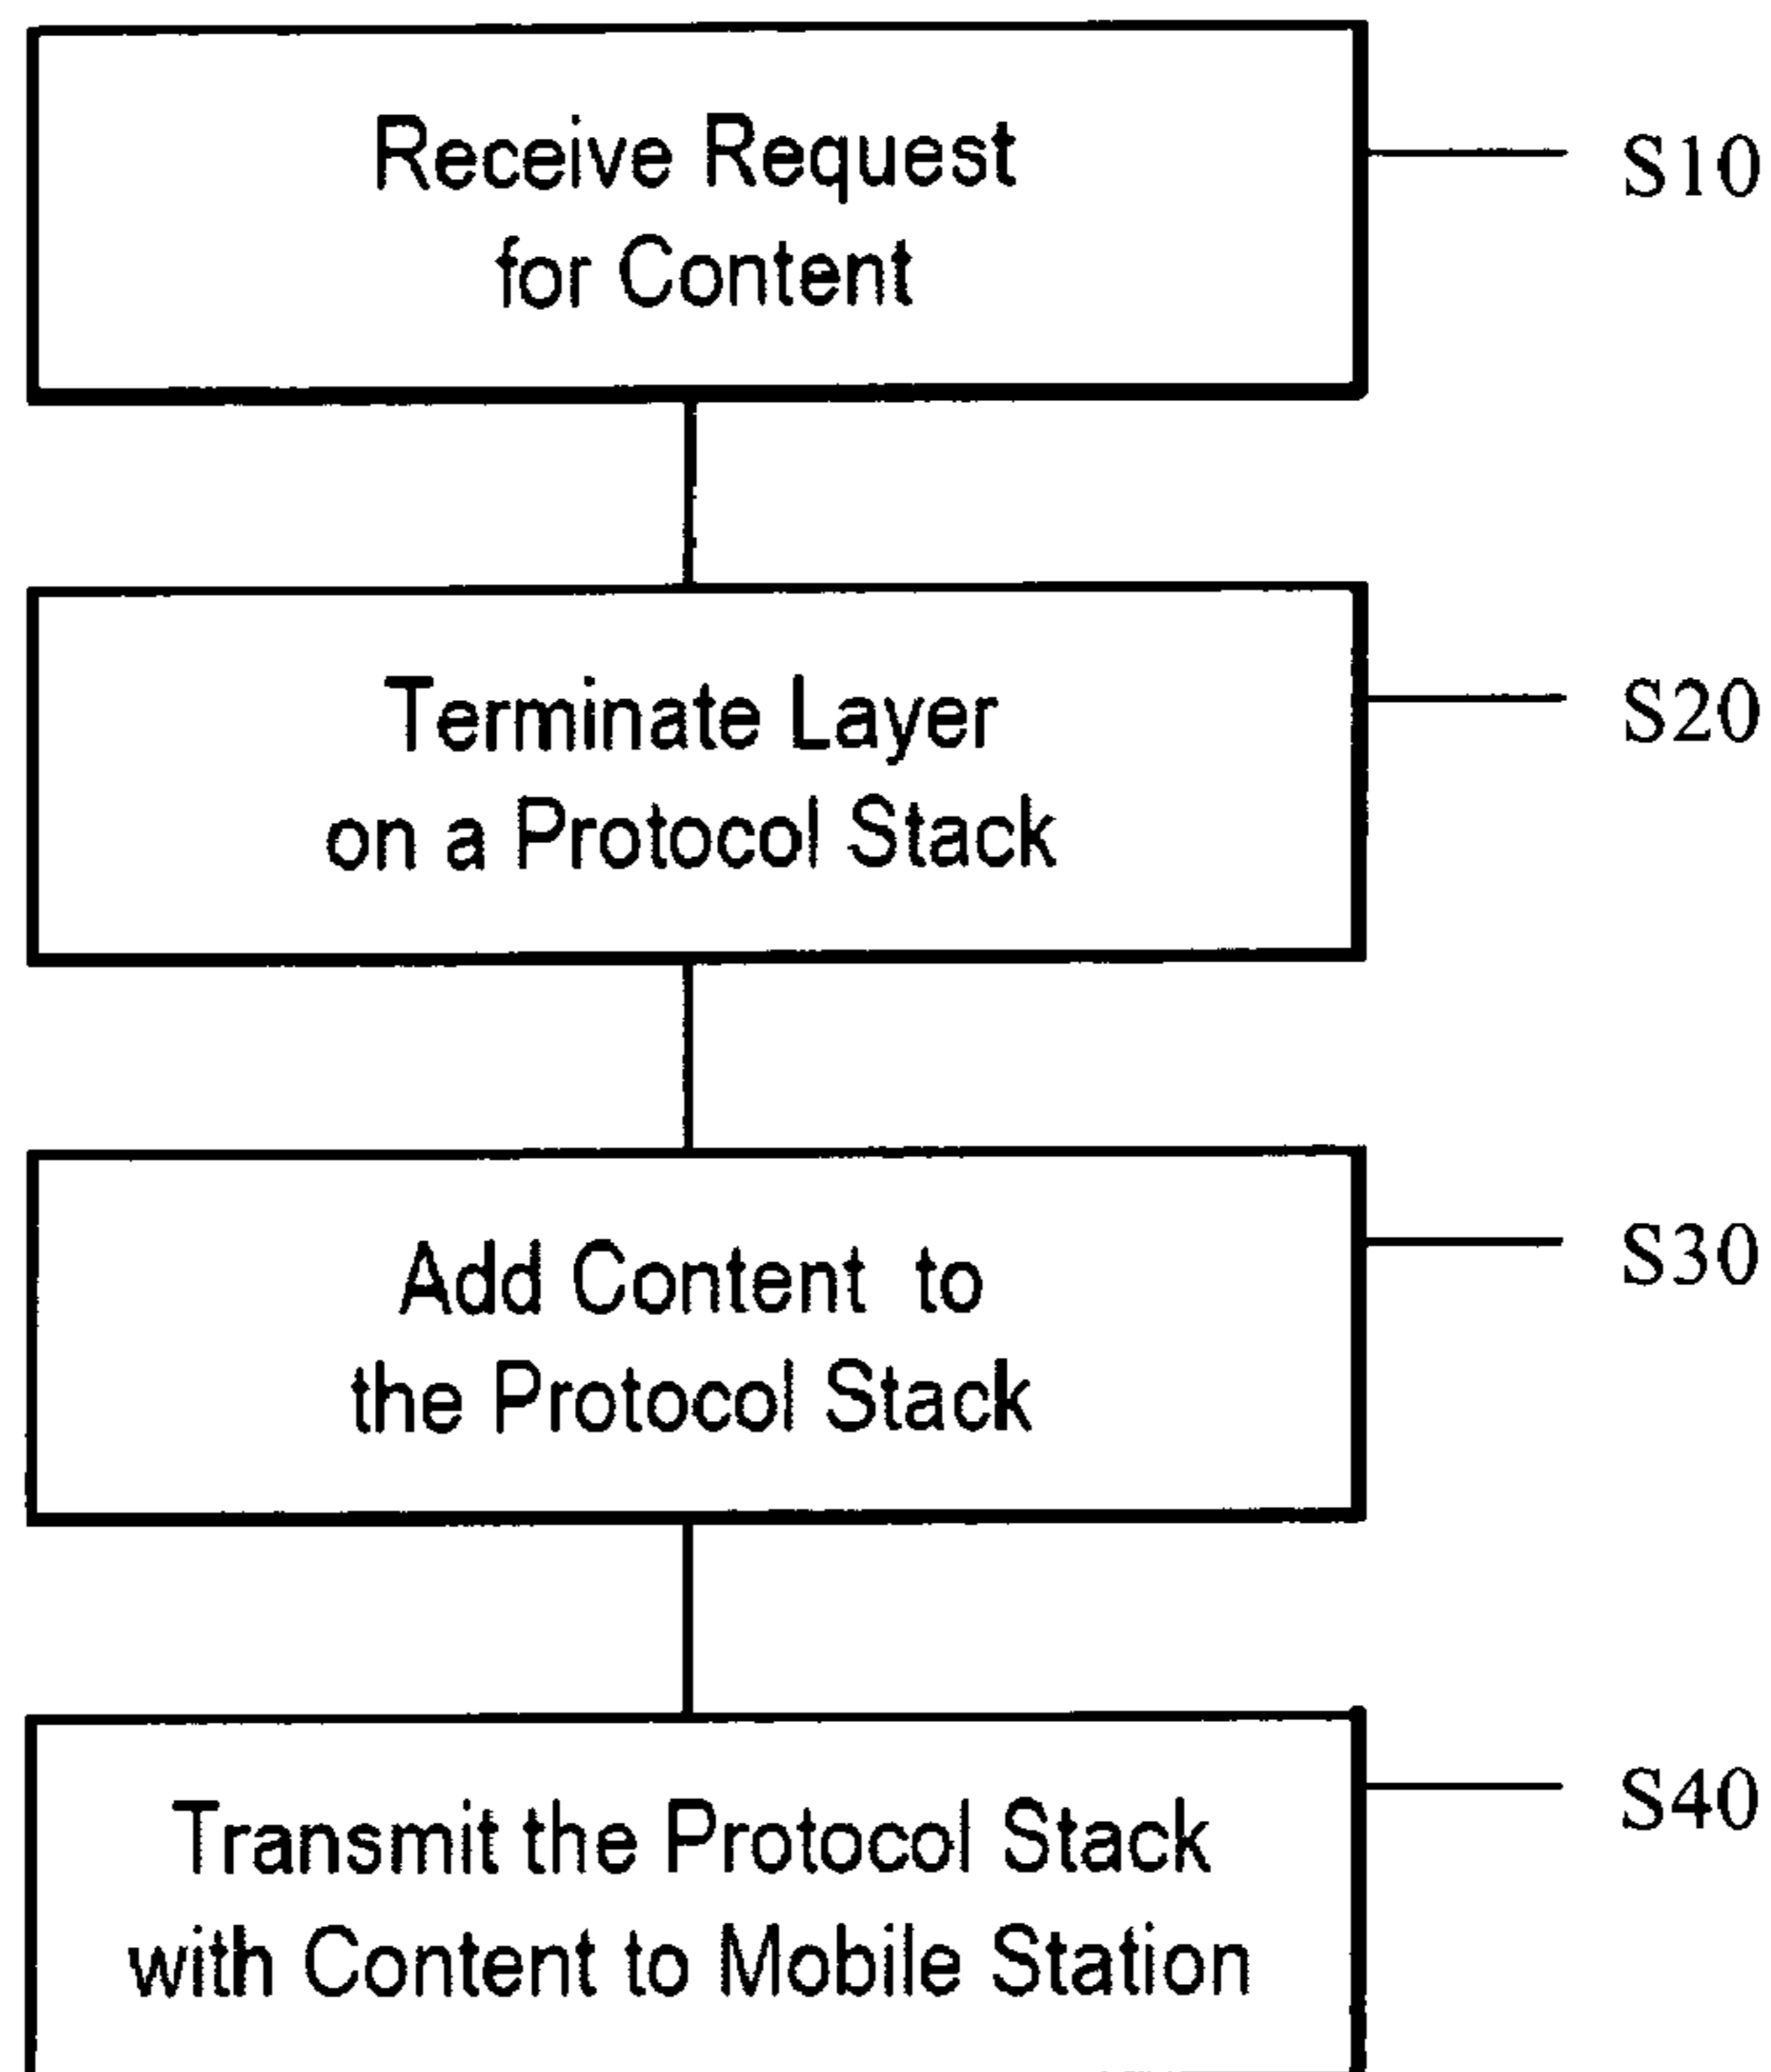 Receive Request
for Content
S10
Terminate Layer
on a Protocol Stack
S20
Add Content to
the Protocol Stack
S30
Transmit the Protocol Stack
with Content to Mobile Station
S40